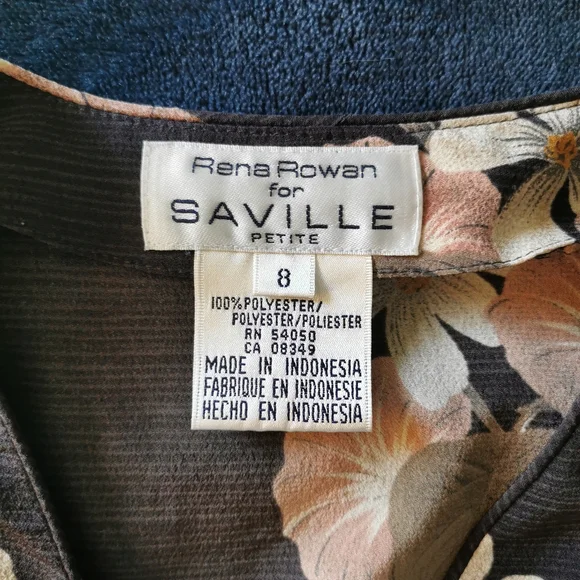 Rena Rowan
for
SAVILLE
PETITE
8
100% POLYESTER/
POLYESTER/POLIESTER
RN 54050
CA 08349
MADE IN INDONESIA
FABRIQUE EN INDONESIE
HECHO EN INDONESIA